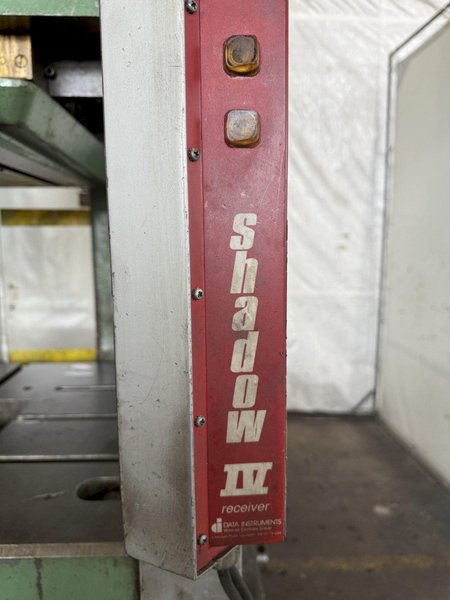 shadow
IV
receiver
DATA INSTRUMENTS